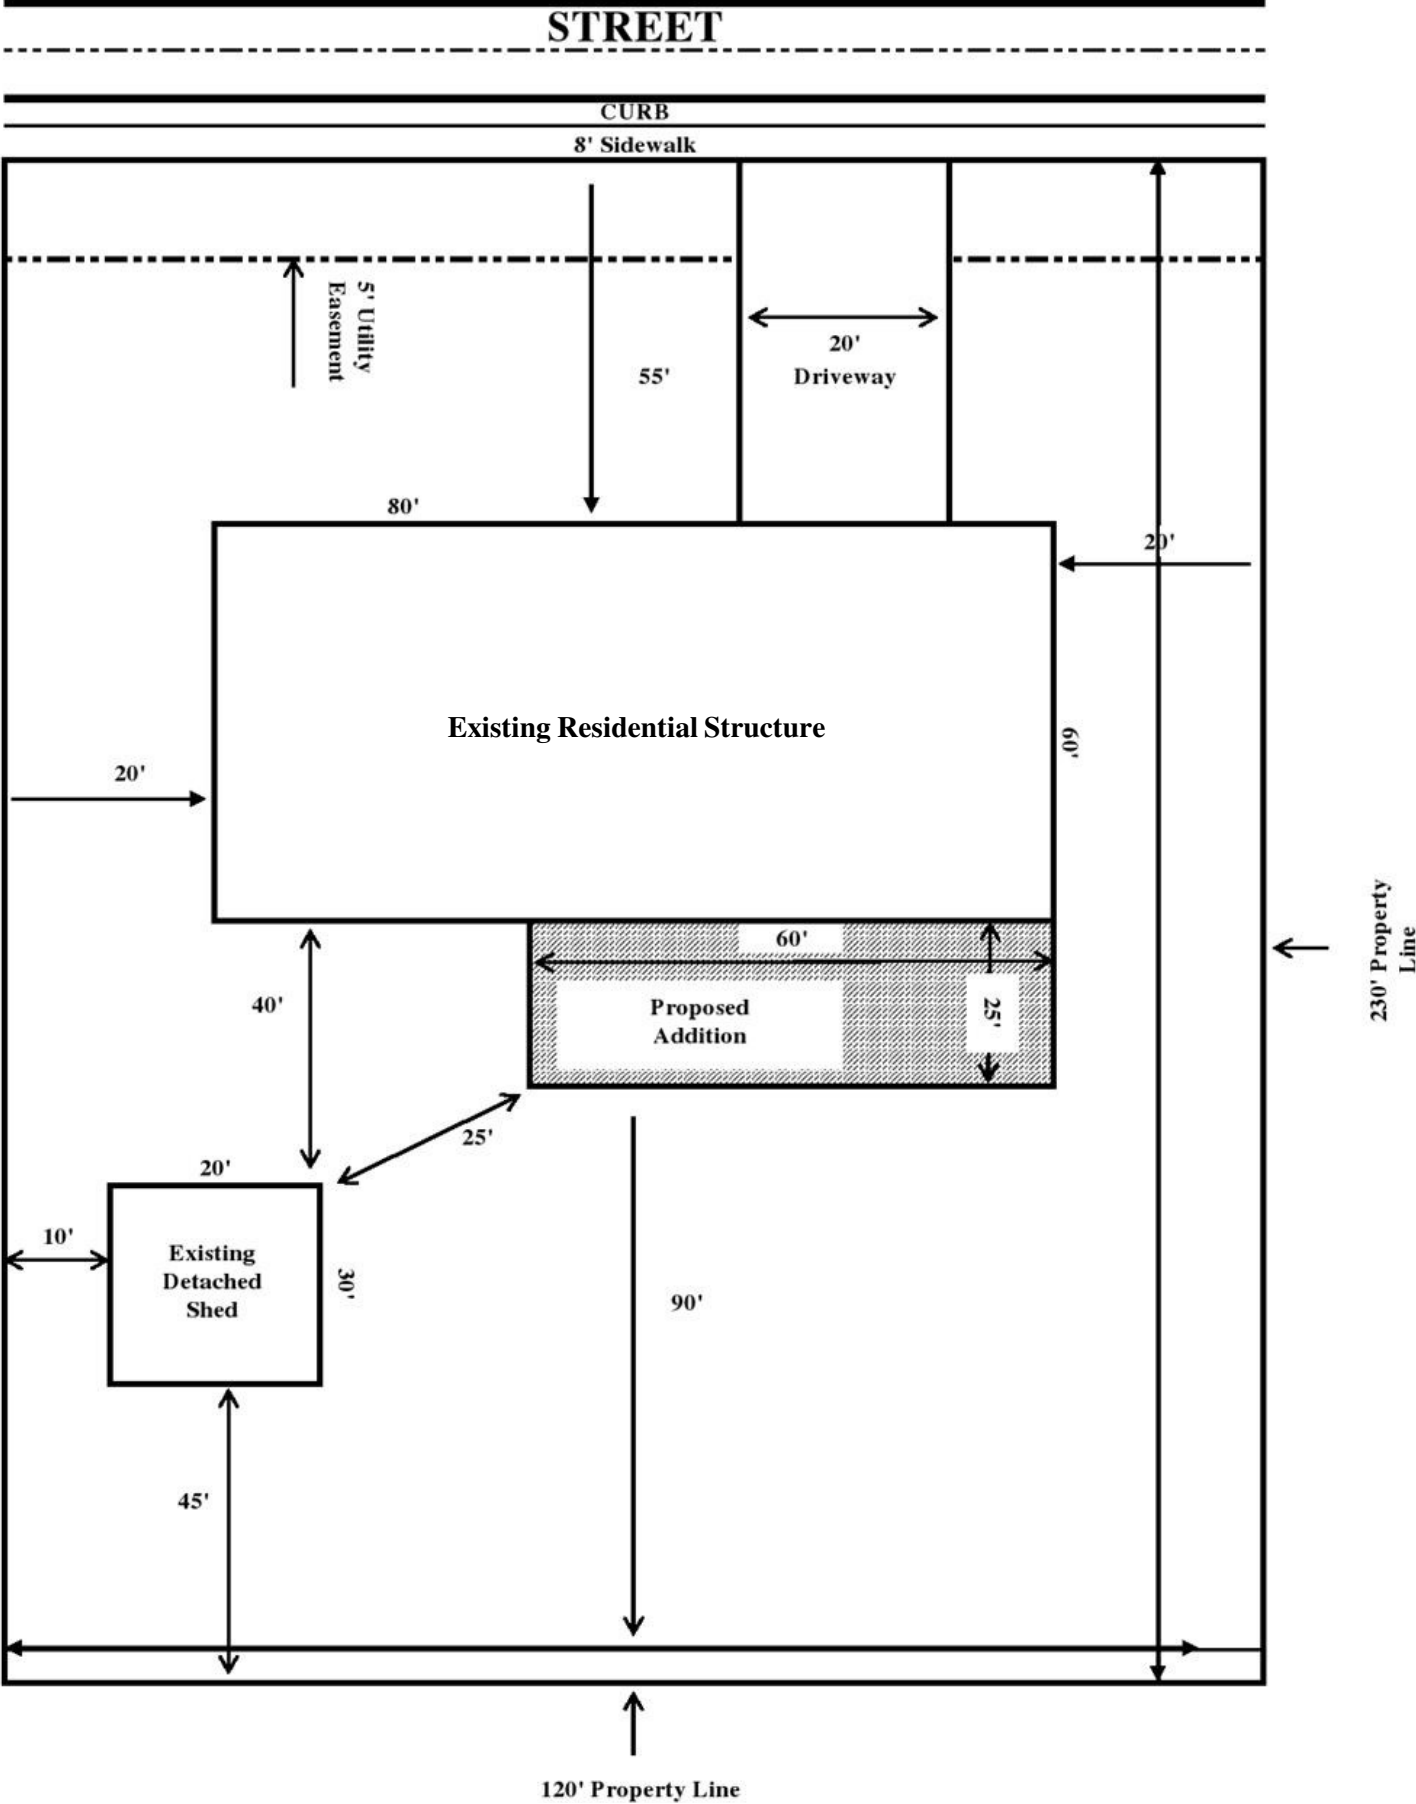 STREET
CURB
8' Sidewalk
5' Utility
Easement
55'
20'
Driveway
80'
20'
Existing Residential Structure
60'
20'
60'
40'
Proposed
Addition
25'
230' Property
Line
25'
20'
10'
Existing
Detached
Shed
30'
90'
45'
120' Property Line